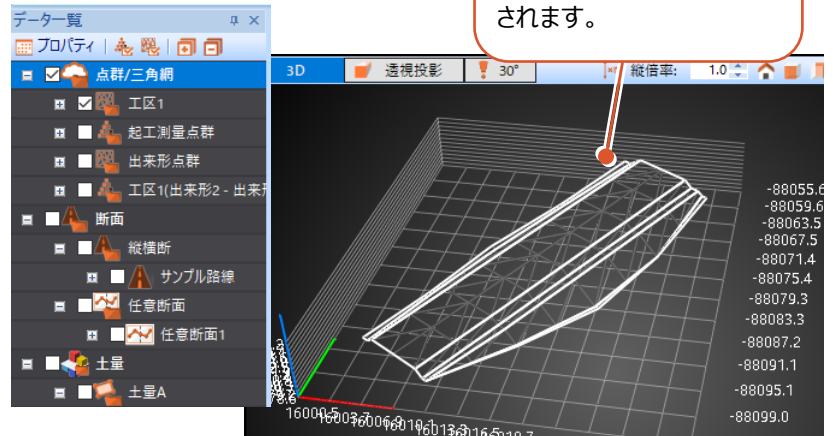 されます。
データ一覧
プロパティ
点群/三角網
工区1
起工測量点群
出来形点群
工区1(出来形2 - 出来形
断面
縦横断
サンプル路線
任意断面
任意断面1
土量
土量A
3D 透視投影 30° 縦倍率: 1.0
-88055.6
-88059.6
-88063.5
-88067.5
-88071.4
-88075.4
-88079.3
-88083.3
-88087.2
-88091.1
-88095.1
-88099.0
16000.5